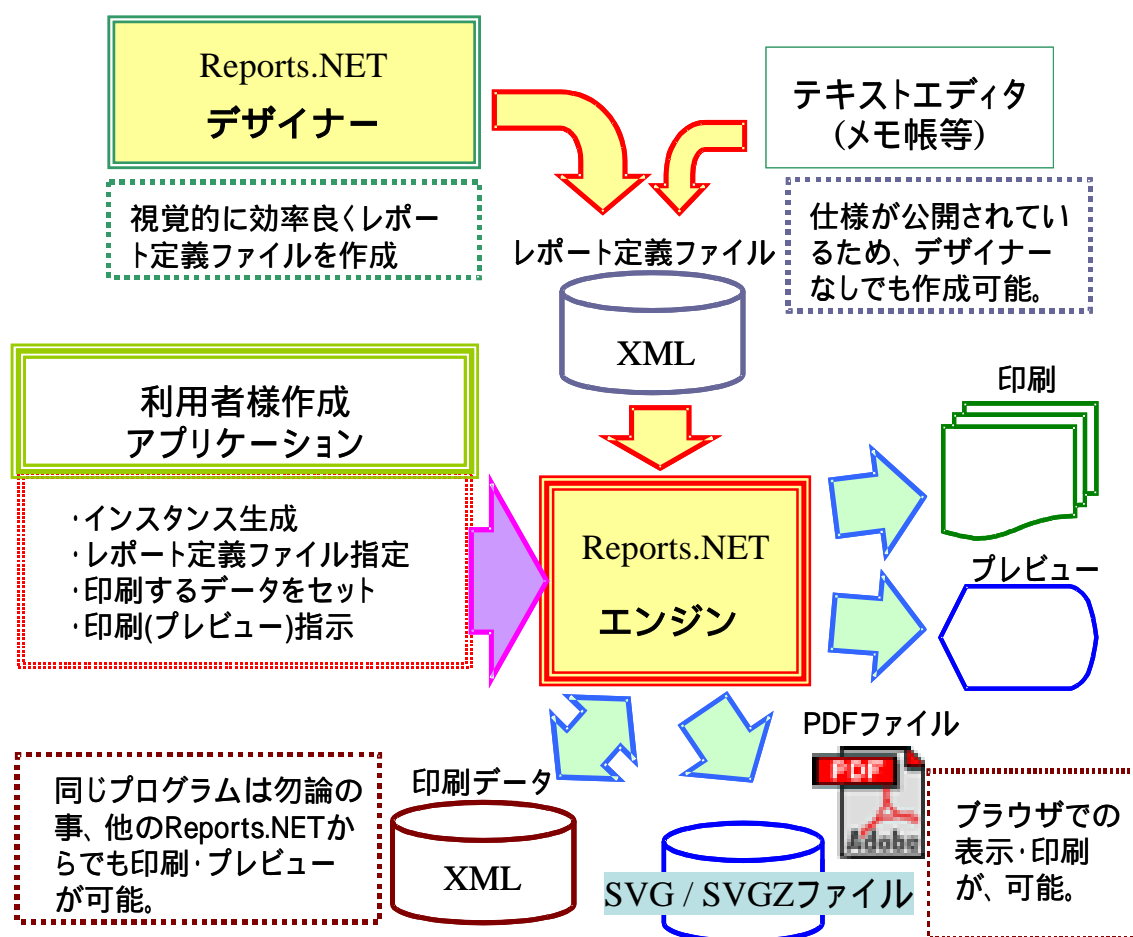 Reports.NET
デザイナー
テキストエディタ
(メモ帳等)
視覚的に効率良くレポー
ト定義ファイルを作成
レポート定義ファイル
仕様が公開されてい
るため、デザイナー
なしでも作成可能。
XML
利用者様作成
アプリケーション
・インスタンス生成
・レポート定義ファイル指定
・印刷するデータをセット
・印刷(プレビュー)指示
Reports.NET
エンジン
印刷
プレビュー
PDFファイル
PDF
Adobe
同じプログラムは勿論の
事、他のReports.NETか
らでも印刷・プレビュー
が可能。
印刷データ
XML
SVG / SVGZファイル
ブラウザでの
表示・印刷
が、可能。